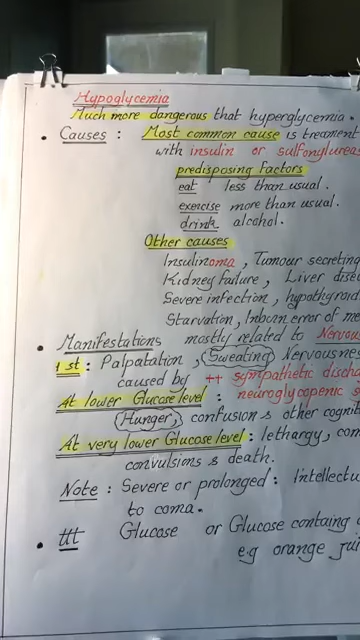 Hypoglycemia
Much more dangerous that hyperglycemia.
• Causes : Most common cause is treatment
with insulin or sulfonylureas
predisposing factors
eat less than usual.
exercise more than usual.
drink alcohol.
Other causes
Insulinoma, Tumour secreting
Kidney failure, Liver dise
Severe infection, hypothyroid
Starvation, Inborn error of me
• Manifestations mostly related to Nervous
1st : Palpatation, Sweating, Nervousness
caused by ++ sympathetic discha
At lower Glucose level : neuroglycopenic s
Hunger, confusion & other cognit
At very lower Glucose level : lethargy, com
convulsions & death.
Note : Severe or prolonged : Intellectu
to coma.
• ttt Glucose or Glucose containg
e.g orange jui